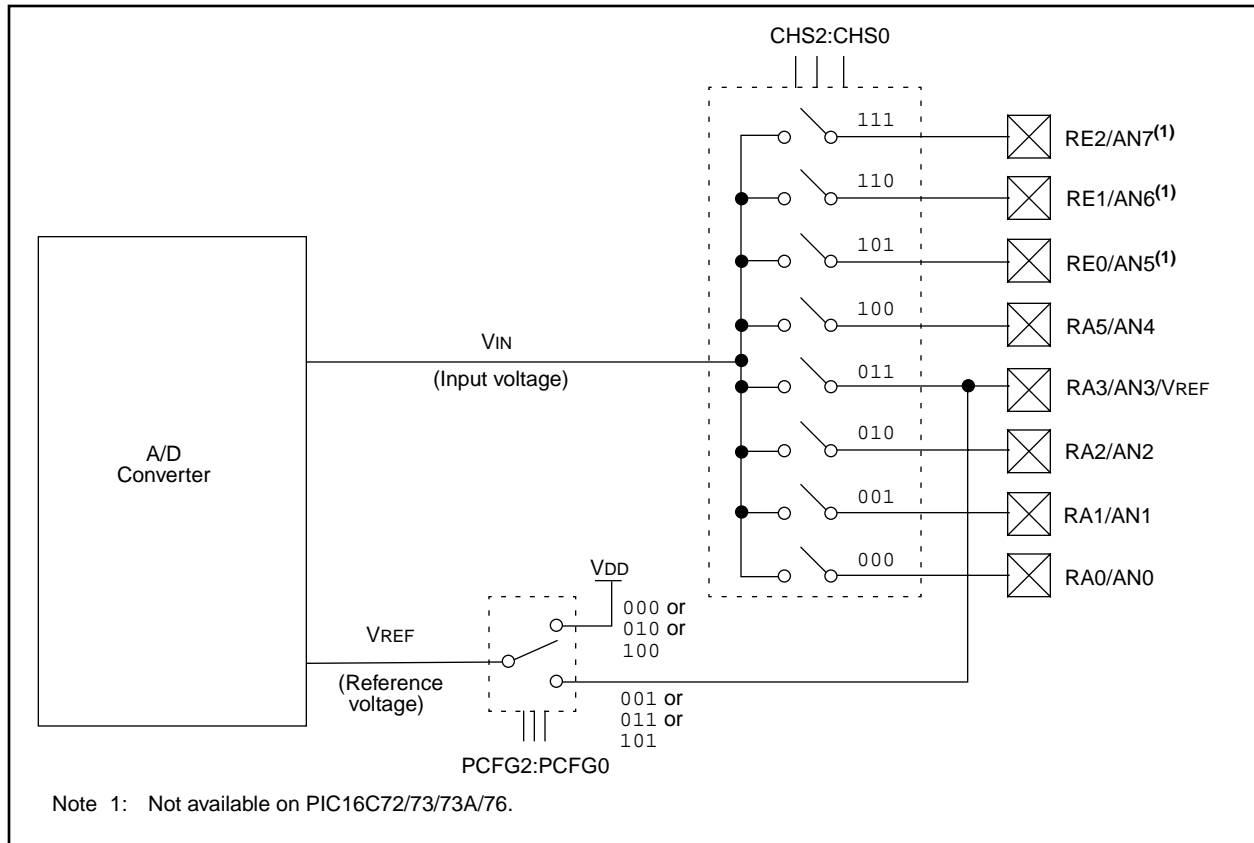 CHS2:CHS0
111
RE2/AN7(1)
110
RE1/AN6(1)
101
RE0/AN5(1)
100
RA5/AN4
VIN
(Input voltage)
011
RA3/AN3/VREF
010
RA2/AN2
A/D
Converter
001
RA1/AN1
000
RA0/AN0
VDD
000 or
010 or
100
VREF
(Reference
voltage)
001 or
011 or
101
PCFG2:PCFG0
Note 1: Not available on PIC16C72/73/73A/76.